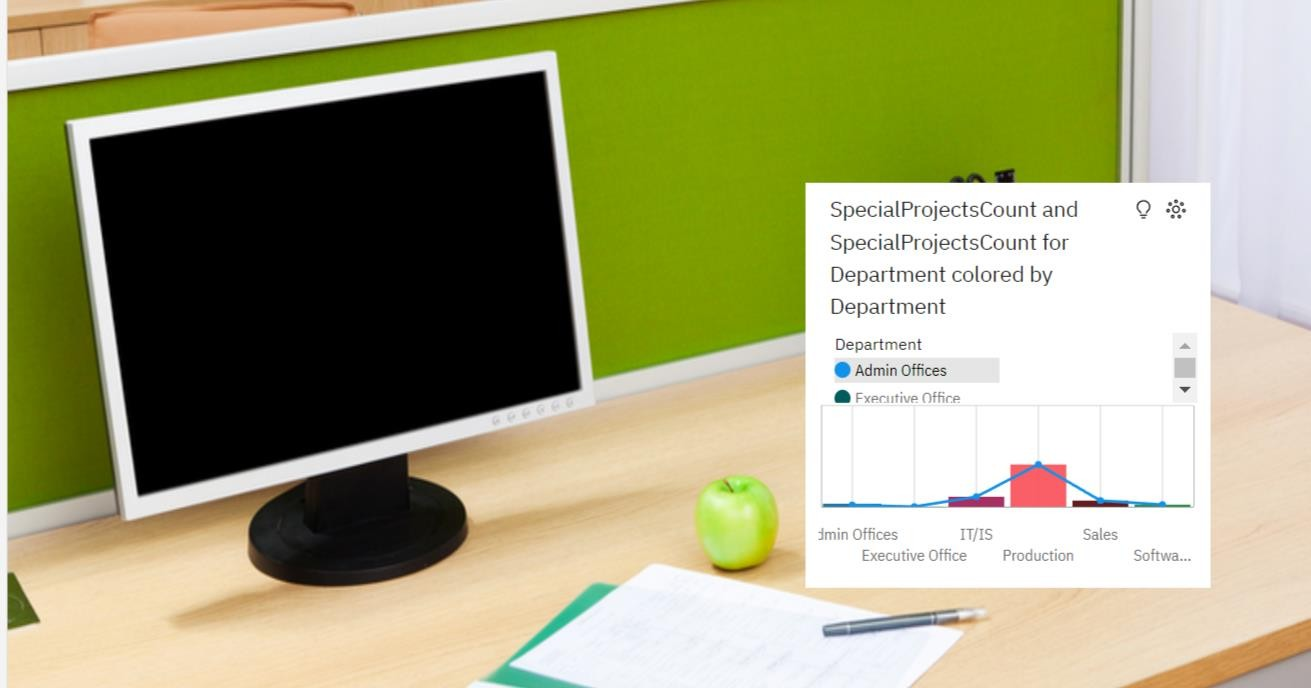 SpecialProjectsCount and
SpecialProjectsCount for
Department colored by
Department
Department
Admin Offices
Executive Office
dmin Offices
IT/IS
Sales
Executive Office
Production
Softwa...